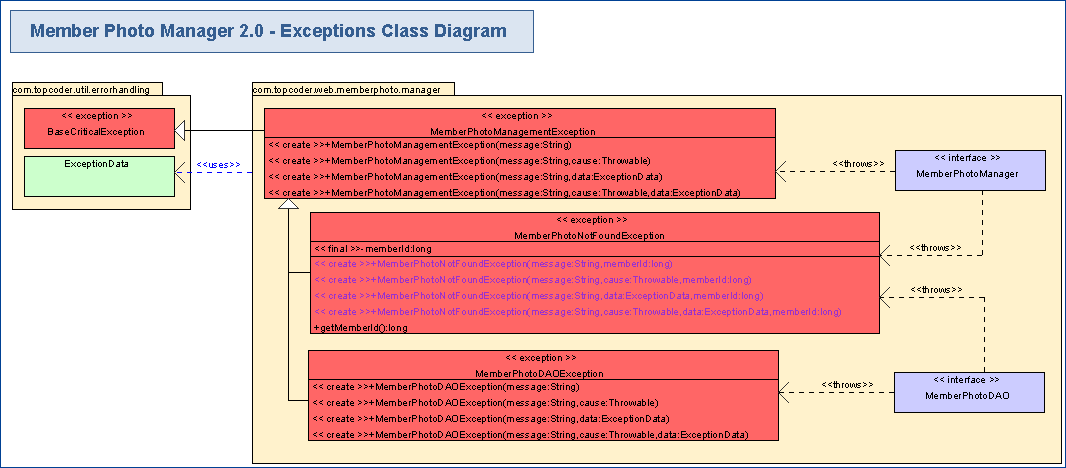 Member Photo Manager 2.0 - Exceptions Class Diagram
com.topcoder.util.errorhandling
<< exception >>
BaseCriticalException
ExceptionData
<<uses>>
com.topcoder.web.memberphoto.manager
<< exception >>
MemberPhotoManagementException
<< create >>+MemberPhotoManagementException(message:String)
<< create >>+MemberPhotoManagementException(message:String,cause:Throwable)
<< create >>+MemberPhotoManagementException(message:String,data:ExceptionData)
<< create >>+MemberPhotoManagementException(message:String,cause:Throwable,data:ExceptionData)
<<throws>>
<< interface >>
MemberPhotoManager
<< exception >>
MemberPhotoNotFoundException
<< final >>-memberId:long
<< create >>+MemberPhotoNotFoundException(message:String,memberId:long)
<< create >>+MemberPhotoNotFoundException(message:String,cause:Throwable,memberId:long)
<< create >>+MemberPhotoNotFoundException(message:String,data:ExceptionData,memberId:long)
<< create >>+MemberPhotoNotFoundException(message:String,cause:Throwable,data:ExceptionData,memberId:long)
+getMemberId():long
<<throws>>
<<throws>>
<< exception >>
MemberPhotoDAOException
<< create >>+MemberPhotoDAOException(message:String)
<< create >>+MemberPhotoDAOException(message:String,cause:Throwable)
<< create >>+MemberPhotoDAOException(message:String,data:ExceptionData)
<< create >>+MemberPhotoDAOException(message:String,cause:Throwable,data:ExceptionData)
<<throws>>
<< interface >>
MemberPhotoDAO